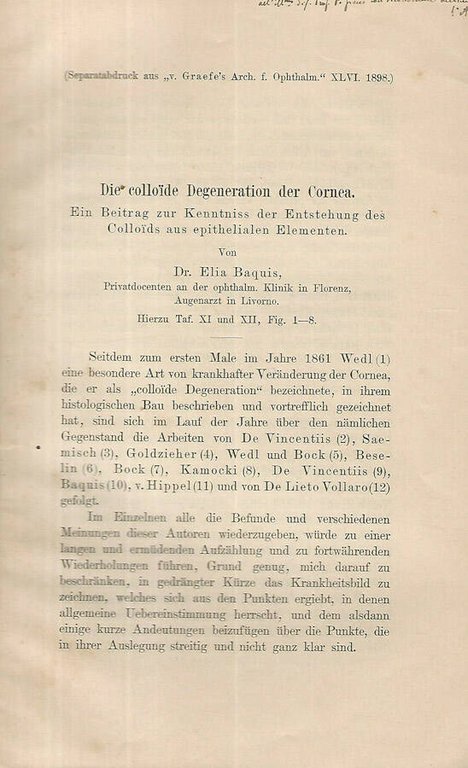 (Separatabdruck aus „v. Graefe's Arch. f. Ophthalm.“ XLVI. 1898.)
Die colloïde Degeneration der Cornea.
Ein Beitrag zur Kenntniss der Entstehung des
Colloïds aus epithelialen Elementen.
Von
Dr. Elia Baquis,
Privatdocenten an der ophthalm. Klinik in Florenz,
Augenarzt in Livorno.
Hierzu Taf. XI und XII, Fig. 1—8.
Seitdem zum ersten Male im Jahre 1861 Wedl (1)
eine besondere Art von krankhafter Veränderung der Cornea,
die er als „colloïde Degeneration“ bezeichnete, in ihrem
histologischen Bau beschrieben und vortrefflich gezeichnet
hat, sind sich im Lauf der Jahre über den nämlichen
Gegenstand die Arbeiten von De Vincentiis (2), Sae-
misch (3), Goldzieher (4), Wedl und Bock (5), Bese-
lin (6), Bock (7), Kamocki (8), De Vincentiis (9),
Baquis (10), v. Hippel (11) und von De Lieto Vollaro (12)
gefolgt.
Im Einzelnen alle die Befunde und verschiedenen
Meinungen dieser Autoren wiederzugeben, würde zu einer
langen und ermüdenden Aufzählung und zu fortwährenden
Wiederholungen führen, Grund genug, mich darauf zu
beschränken, in gedrängter Kürze das Krankheitsbild zu
zeichnen, welches sich aus den Punkten ergiebt, in denen
allgemeine Uebereinstimmung herrscht, und dem alsdann
einige kurze Andeutungen beizufügen über die Punkte, die
in ihrer Auslegung streitig und nicht ganz klar sind.